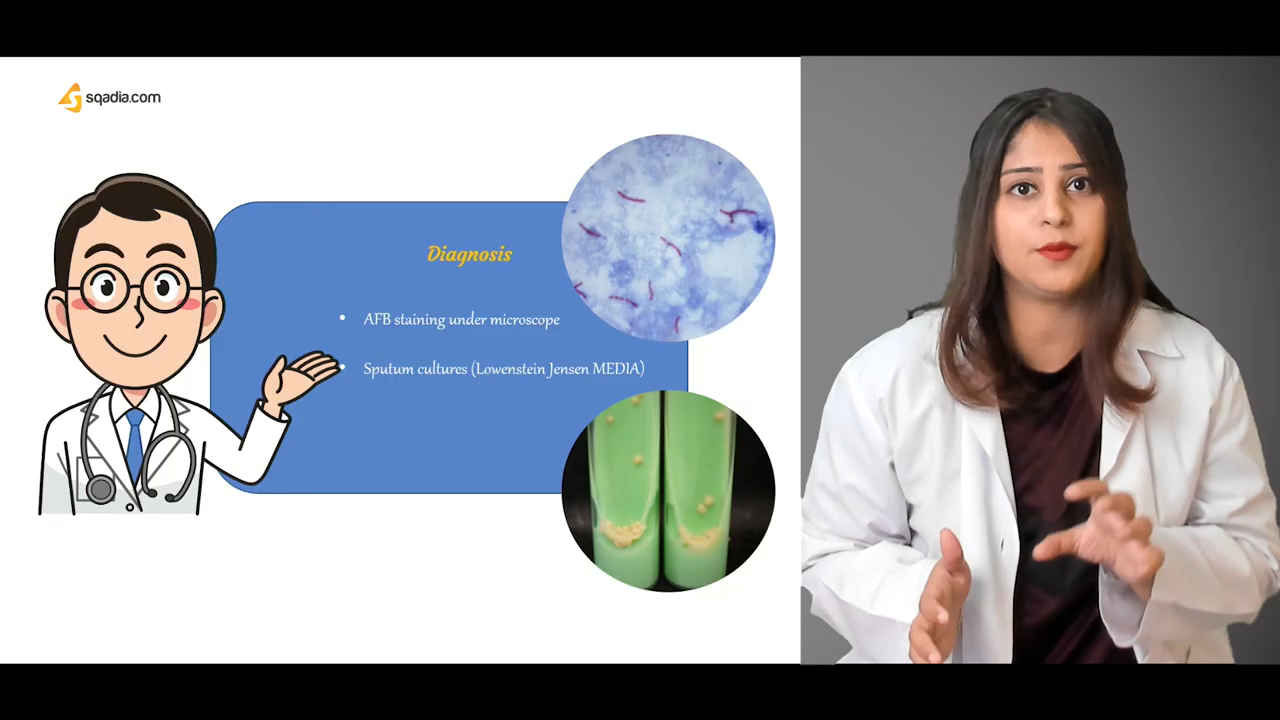 sqadia.com
Diagnosis
• AFB staining under microscope
• Sputum cultures (Lowenstein Jensen MEDIA)